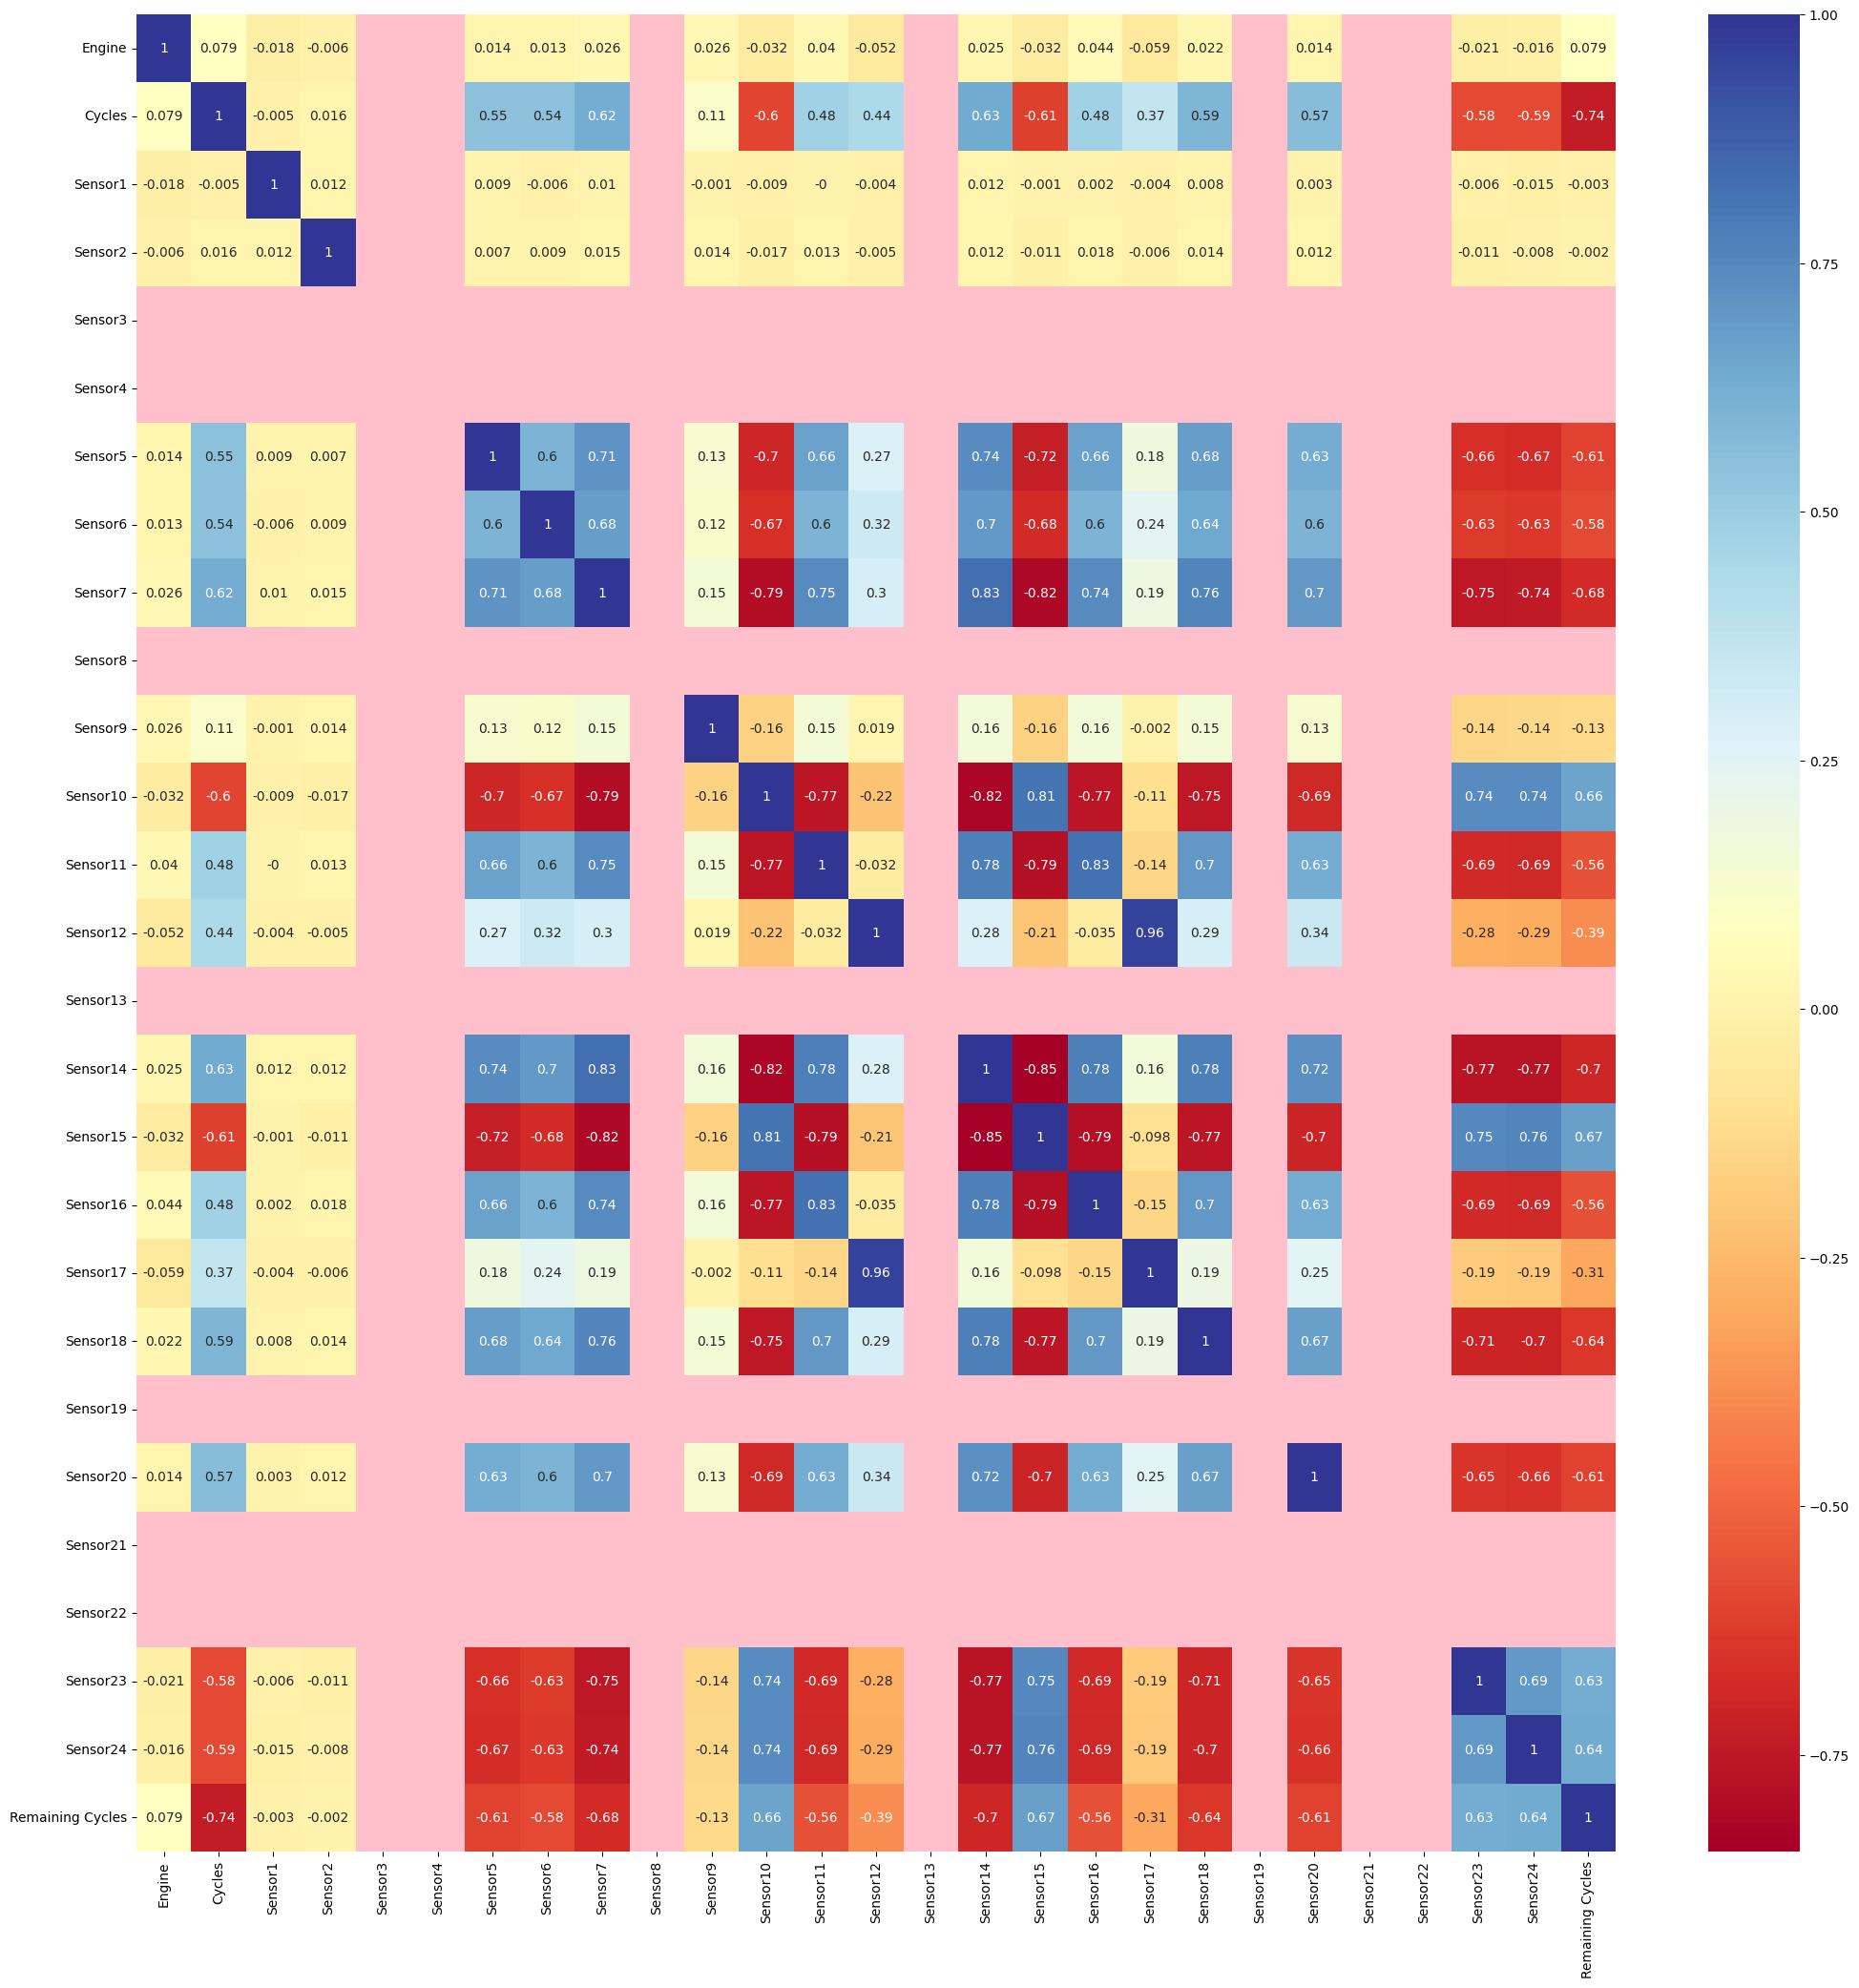 Engine 1 0.079 -0.018 -0.006 0.014 0.013 0.026 0.026 -0.032 0.04 -0.052 0.025 -0.032 0.044 -0.059 0.022 0.014 -0.021 -0.016 0.079
Cycles 0.079 1 -0.005 0.016 0.55 0.54 0.62 0.11 -0.6 0.48 0.44 0.63 -0.61 0.48 0.37 0.59 0.57 -0.58 -0.59 -0.74
Sensor1 -0.018 -0.005 1 0.012 0.009 -0.006 0.01 -0.001 -0.009 -0 -0.004 0.012 -0.001 0.002 -0.004 0.008 0.003 -0.006 -0.015 -0.003
Sensor2 -0.006 0.016 0.012 1 0.007 0.009 0.015 0.014 -0.017 0.013 -0.005 0.012 -0.011 0.018 -0.006 0.014 0.012 -0.011 -0.008 -0.002
Sensor3
Sensor4
Sensor5 0.014 0.55 0.009 0.007 1 0.6 0.71 0.13 -0.7 0.66 0.27 0.74 -0.72 0.66 0.18 0.68 0.63 -0.66 -0.67 -0.61
Sensor6 0.013 0.54 -0.006 0.009 0.6 1 0.68 0.12 -0.67 0.6 0.32 0.7 -0.68 0.6 0.24 0.64 0.6 -0.63 -0.63 -0.58
Sensor7 0.026 0.62 0.01 0.015 0.71 0.68 1 0.15 -0.79 0.75 0.3 0.83 -0.82 0.74 0.19 0.76 0.7 -0.75 -0.74 -0.68
Sensor8
Sensor9 0.026 0.11 -0.001 0.014 0.13 0.12 0.15 1 -0.16 0.15 0.019 0.16 -0.16 0.16 -0.002 0.15 0.13 -0.14 -0.14 -0.13
Sensor10 -0.032 -0.6 -0.009 -0.017 -0.7 -0.67 -0.79 -0.16 1 -0.77 -0.22 -0.82 0.81 -0.77 -0.11 -0.75 -0.69 0.74 0.74 0.66
Sensor11 0.04 0.48 -0 0.013 0.66 0.6 0.75 0.15 -0.77 1 -0.032 0.78 -0.79 0.83 -0.14 0.7 0.63 -0.69 -0.69 -0.56
Sensor12 -0.052 0.44 -0.004 -0.005 0.27 0.32 0.3 0.019 -0.22 -0.032 1 0.28 -0.21 -0.035 0.96 0.29 0.34 -0.28 -0.29 -0.39
Sensor13
Sensor14 0.025 0.63 0.012 0.012 0.74 0.7 0.83 0.16 -0.82 0.78 0.28 1 -0.85 0.78 0.16 0.78 0.72 -0.77 -0.77 -0.7
Sensor15 -0.032 -0.61 -0.001 -0.011 -0.72 -0.68 -0.82 -0.16 0.81 -0.79 -0.21 -0.85 1 -0.79 -0.098 -0.77 -0.7 0.75 0.76 0.67
Sensor16 0.044 0.48 0.002 0.018 0.66 0.6 0.74 0.16 -0.77 0.83 -0.035 0.78 -0.79 1 -0.15 0.7 0.63 -0.69 -0.69 -0.56
Sensor17 -0.059 0.37 -0.004 -0.006 0.18 0.24 0.19 -0.002 -0.11 -0.14 0.96 0.16 -0.098 -0.15 1 0.19 0.25 -0.19 -0.19 -0.31
Sensor18 0.022 0.59 0.008 0.014 0.68 0.64 0.76 0.15 -0.75 0.7 0.29 0.78 -0.77 0.7 0.19 1 0.67 -0.71 -0.7 -0.64
Sensor19
Sensor20 0.014 0.57 0.003 0.012 0.63 0.6 0.7 0.13 -0.69 0.63 0.34 0.72 -0.7 0.63 0.25 0.67 1 -0.65 -0.66 -0.61
Sensor21
Sensor22
Sensor23 -0.021 -0.58 -0.006 -0.011 -0.66 -0.63 -0.75 -0.14 0.74 -0.69 -0.28 -0.77 0.75 -0.69 -0.19 -0.71 -0.65 1 0.69 0.63
Sensor24 -0.016 -0.59 -0.015 -0.008 -0.67 -0.63 -0.74 -0.14 0.74 -0.69 -0.29 -0.77 0.76 -0.69 -0.19 -0.7 -0.66 0.69 1 0.64
Remaining Cycles 0.079 -0.74 -0.003 -0.002 -0.61 -0.58 -0.68 -0.13 0.66 -0.56 -0.39 -0.7 0.67 -0.56 -0.31 -0.64 -0.61 0.63 0.64 1
Engine
Cycles
Sensor1
Sensor2
Sensor3
Sensor4
Sensor5
Sensor6
Sensor7
Sensor8
Sensor9
Sensor10
Sensor11
Sensor12
Sensor13
Sensor14
Sensor15
Sensor16
Sensor17
Sensor18
Sensor19
Sensor20
Sensor21
Sensor22
Sensor23
Sensor24
Remaining Cycles
1.00
0.75
0.50
0.25
0.00
−0.25
−0.50
−0.75